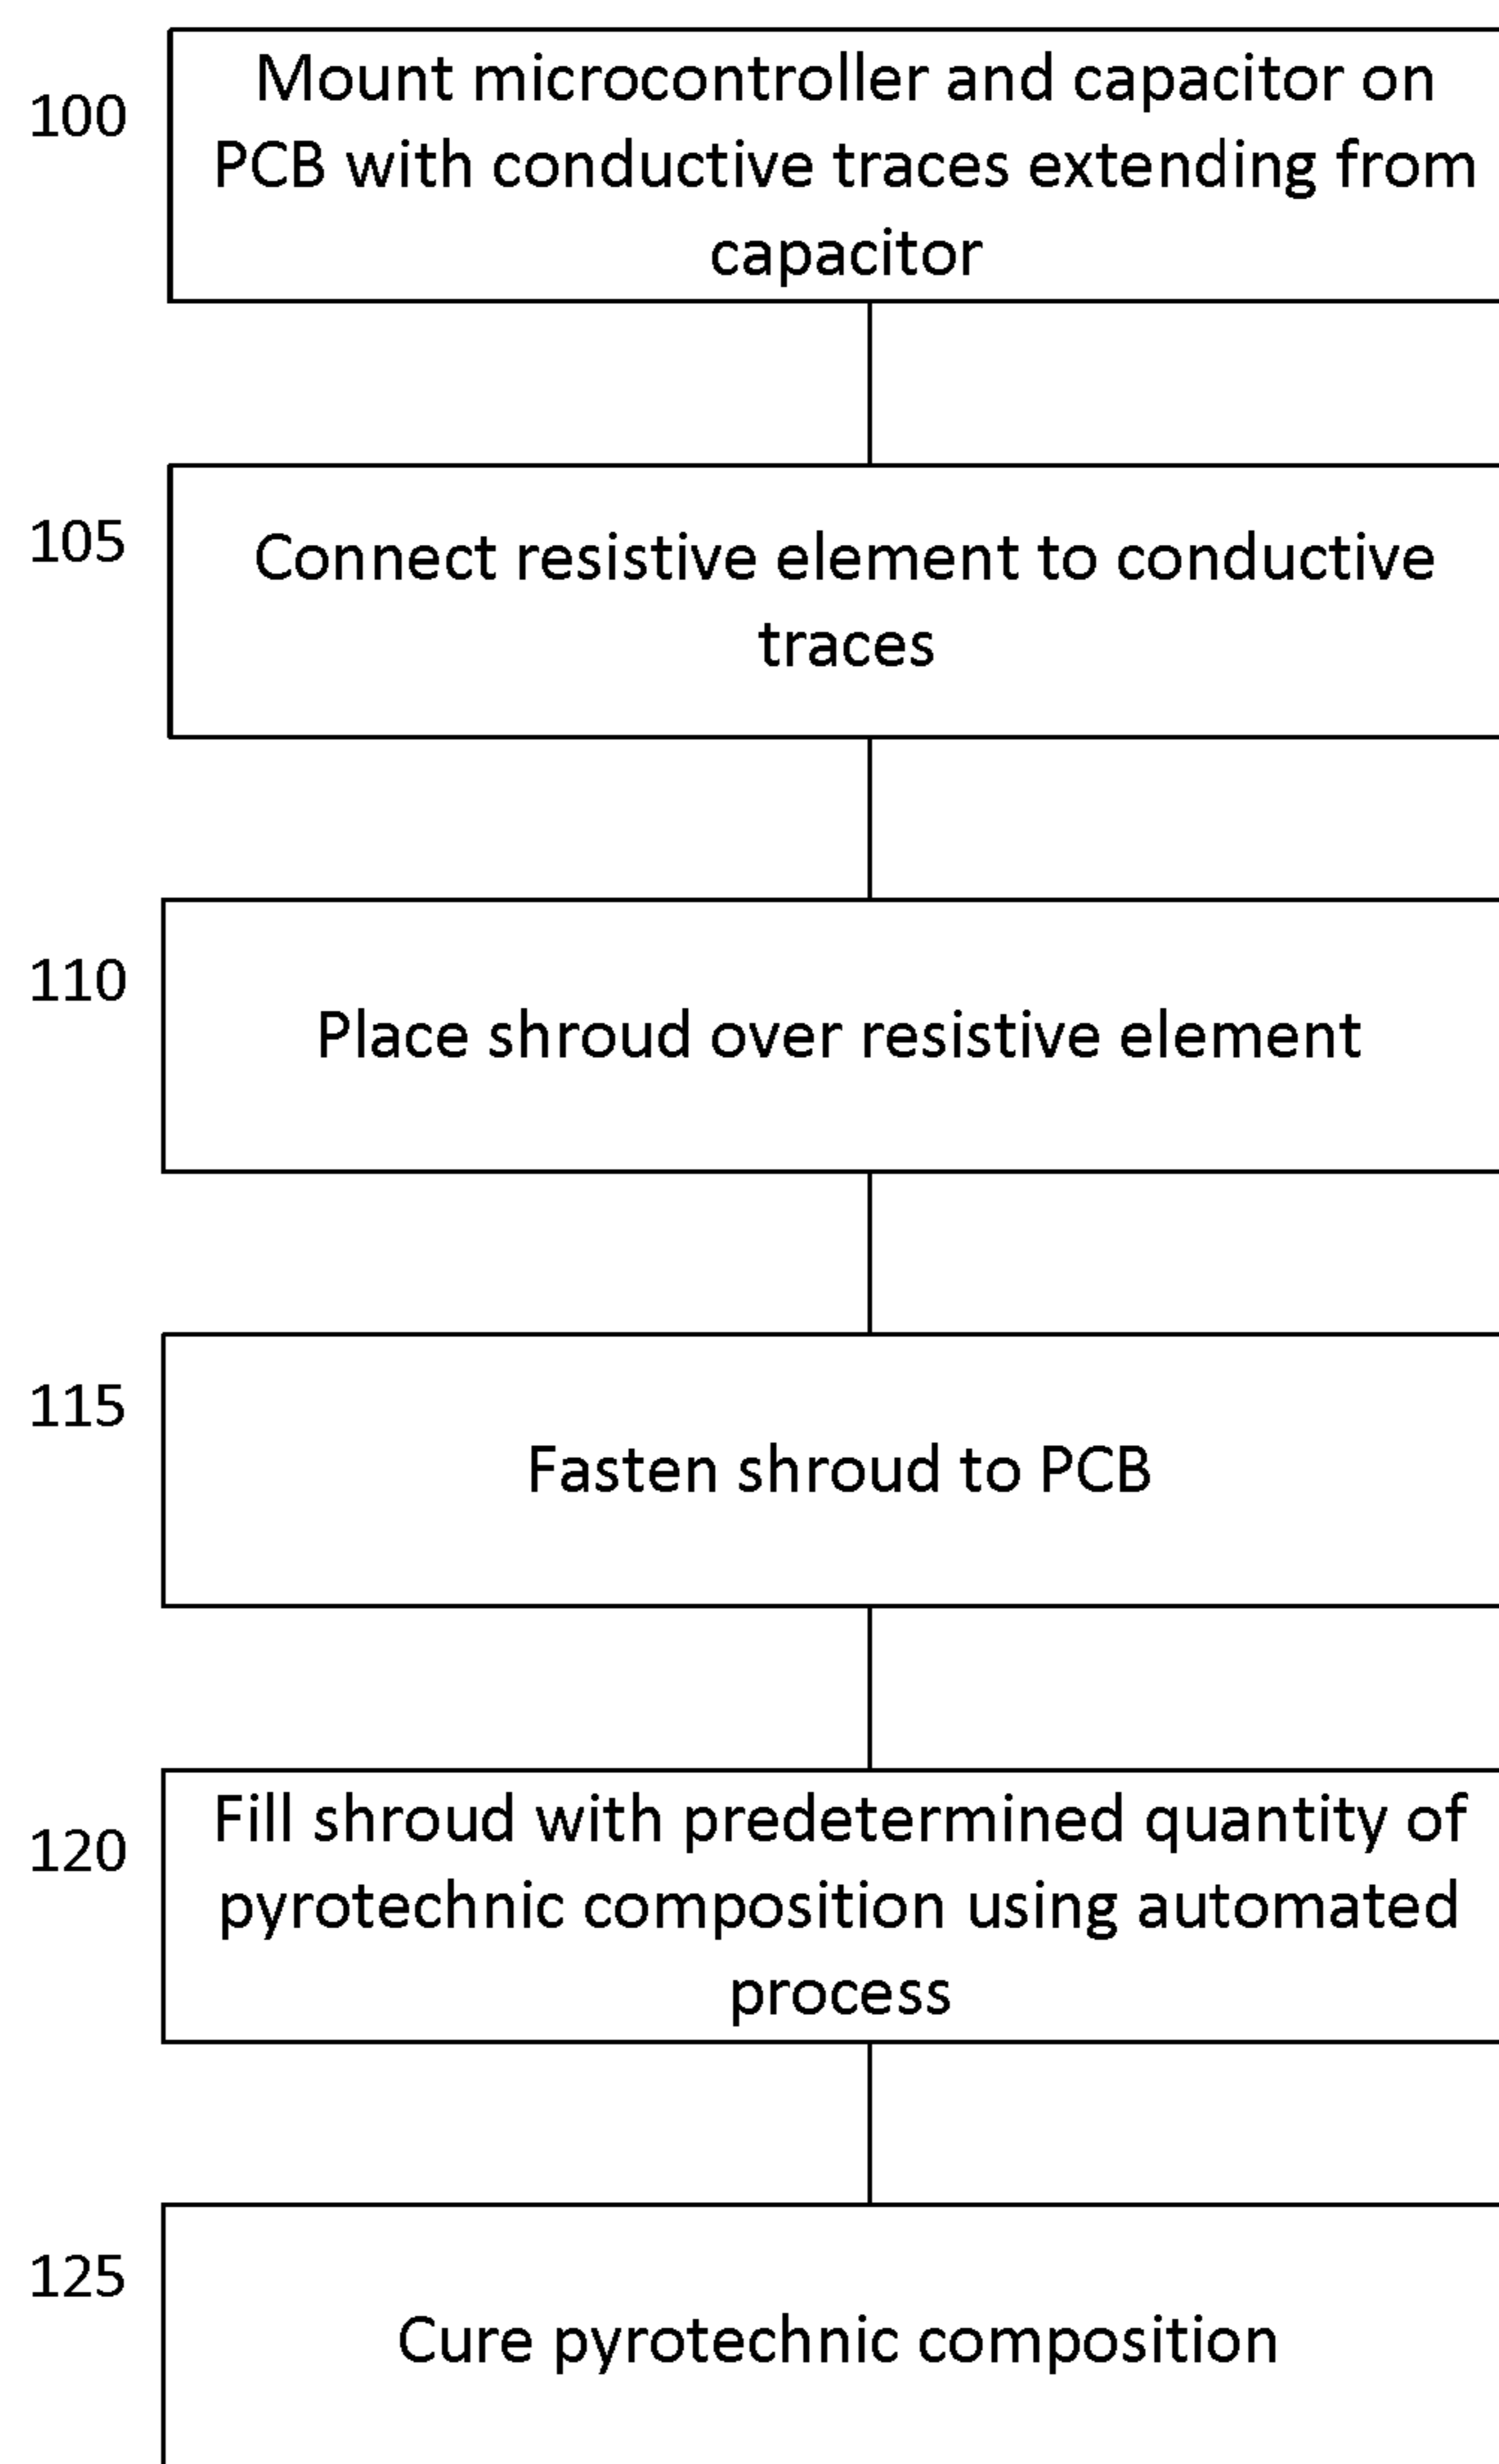 100
Mount microcontroller and capacitor on
PCB with conductive traces extending from
capacitor
105
Connect resistive element to conductive
traces
110
Place shroud over resistive element
115
Fasten shroud to PCB
120
Fill shroud with predetermined quantity of
pyrotechnic composition using automated
process
125
Cure pyrotechnic composition